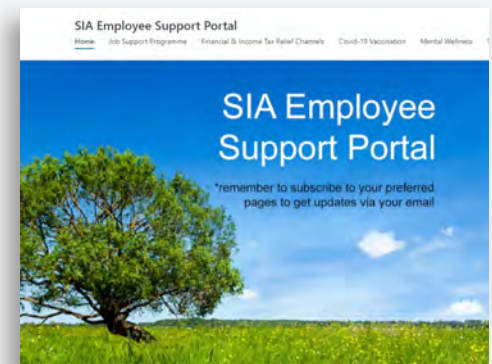 SIA Employee Support Portal
Home Job Support Programme Financial & Income Tax Relief Channels Covid-19 Vaccination Mental Wellness
SIA Employee
Support Portal
*remember to subscribe to your preferred
pages to get updates via your email